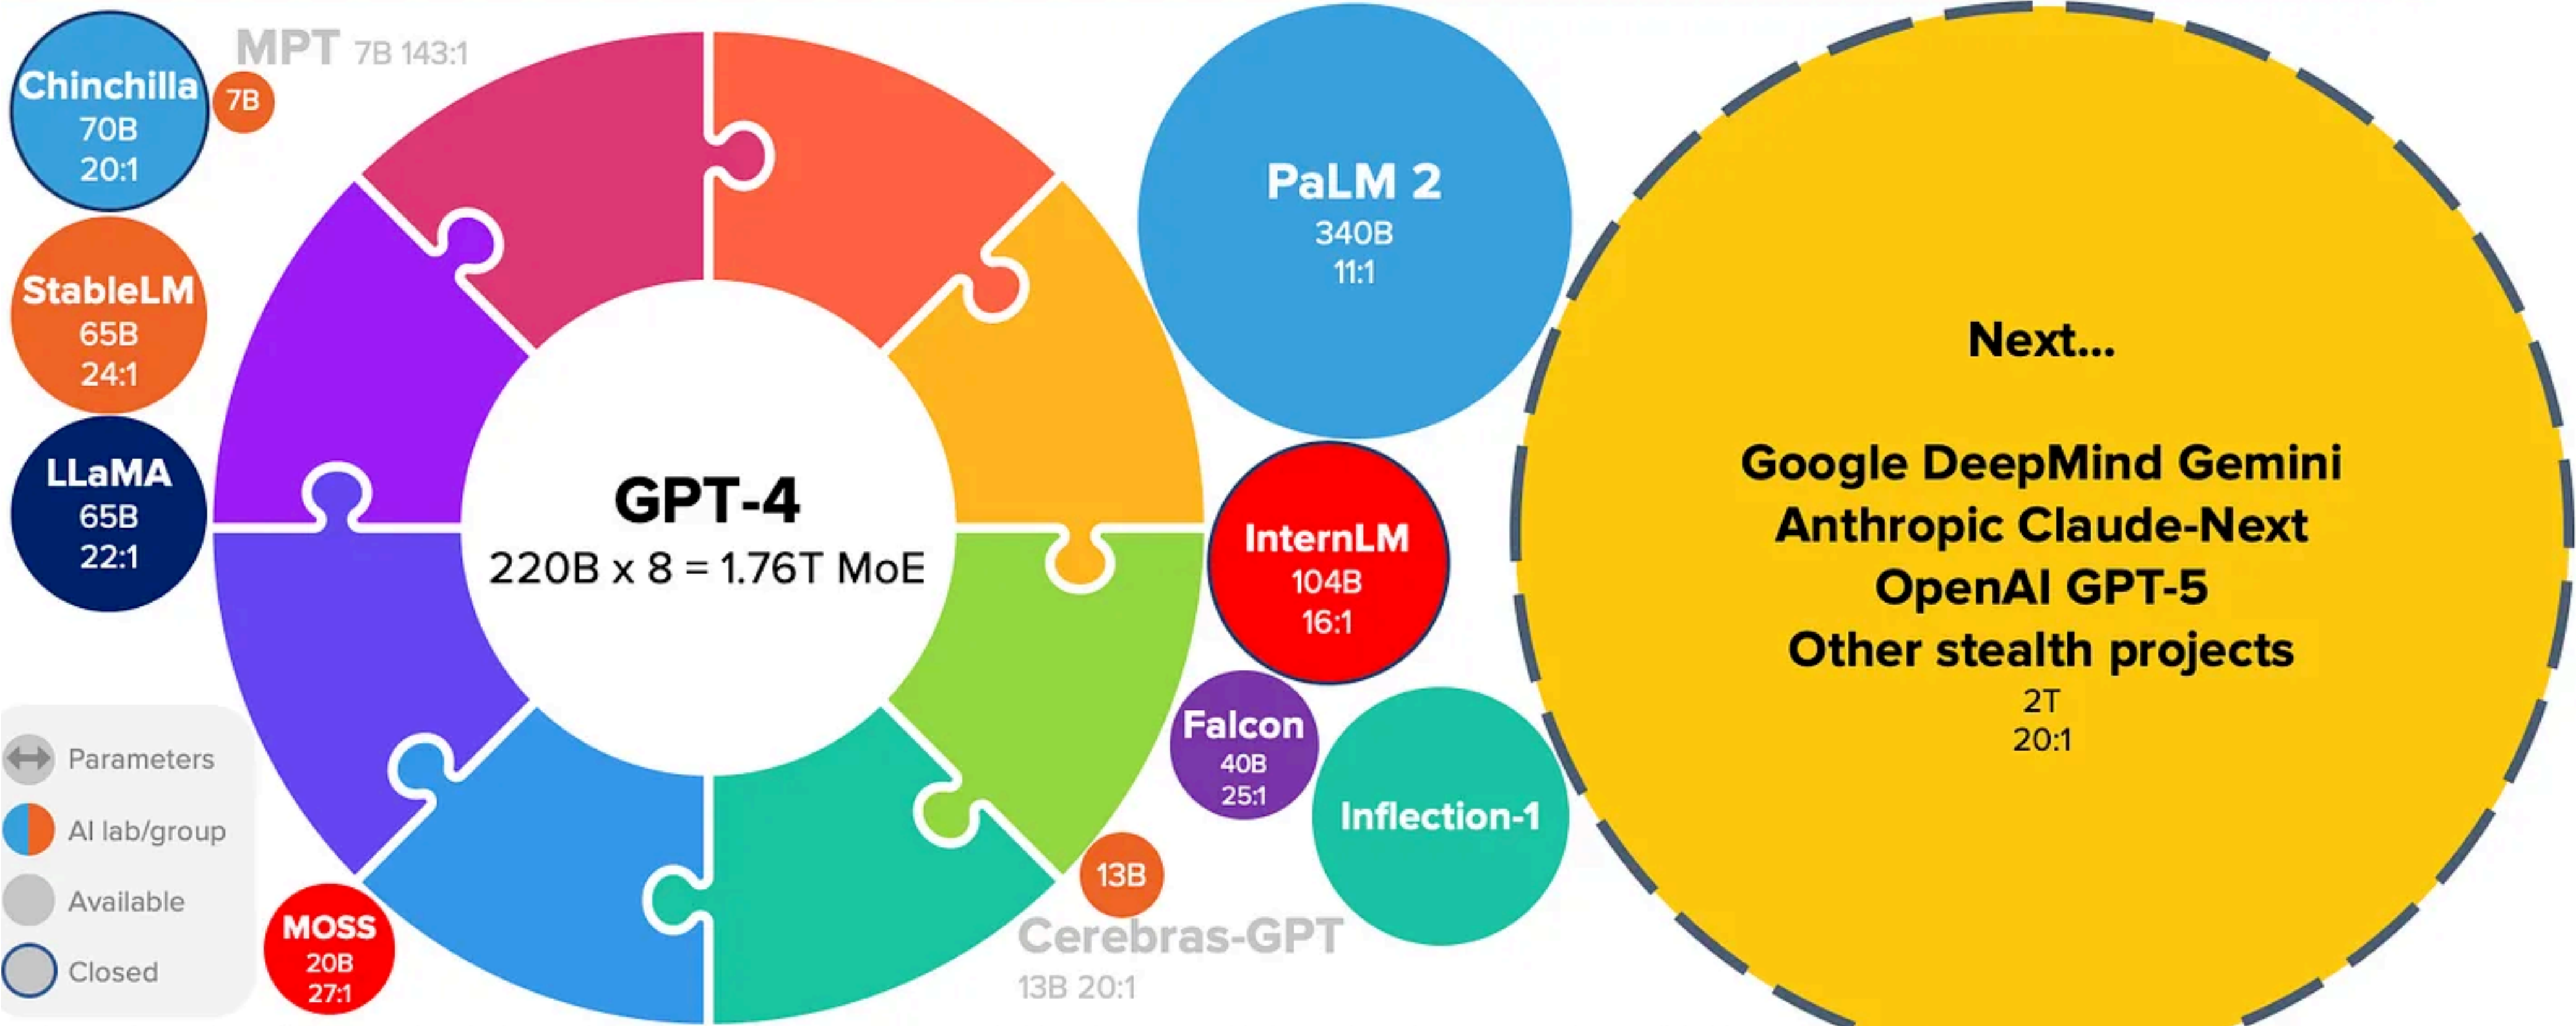 Chinchilla
70B
20:1
MPT 7B 143:1
7B
StableLM
65B
24:1
LLaMA
65B
22:1
GPT-4
220B x 8 = 1.76T MoE
PaLM 2
340B
11:1
InternLM
104B
16:1
Falcon
40B
25:1
Inflection-1
13B
Cerebras-GPT
13B 20:1
MOSS
20B
27:1
Parameters
AI lab/group
Available
Closed
Next...
Google DeepMind Gemini
Anthropic Claude-Next
OpenAI GPT-5
Other stealth projects
2T
20:1